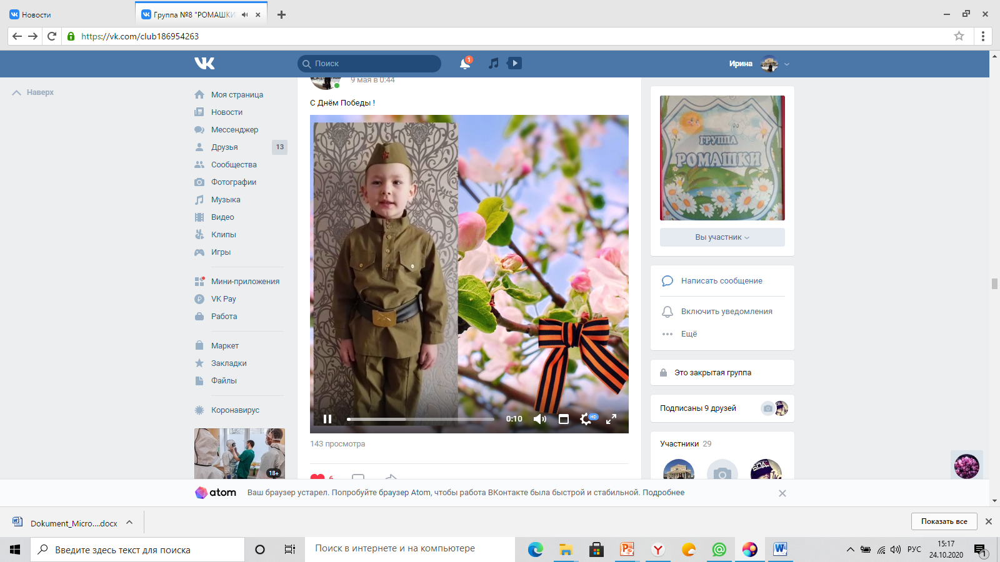 Новости
Группа №8 "РОМАШКИ
https://vk.com/club186954263
Поиск
1
Ирина
Наверх
Моя страница
Новости
Мессенджер
Друзья 13
Сообщества
Фотографии
Музыка
Видео
Клипы
Игры
Мини-приложения
VK Pay
Работа
Маркет
Закладки
Файлы
Коронавирус
18+
9 мая в 0:44
С Днём Победы !
0:10
HD
143 просмотра
6
ГРУППА
РОМАШКИ
Вы участник
Написать сообщение
Включить уведомления
Ещё
Это закрытая группа
Подписаны 9 друзей
Участники 29
atom
Ваш браузер устарел. Попробуйте браузер Atom, чтобы работа ВКонтакте была быстрой и стабильной. Подробнее
Dokument_Micro....docx
Показать все
Введите здесь текст для поиска
Поиск в интернете и на компьютере
РУС
15:17
24.10.2020
1